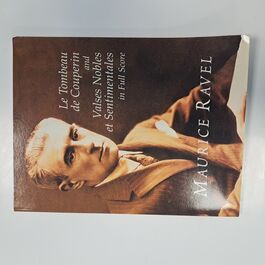 Le Tombeau
de Couperin
and
Valses Nobles
et Sentimentales
in Full Score
MAURICE RAVEL